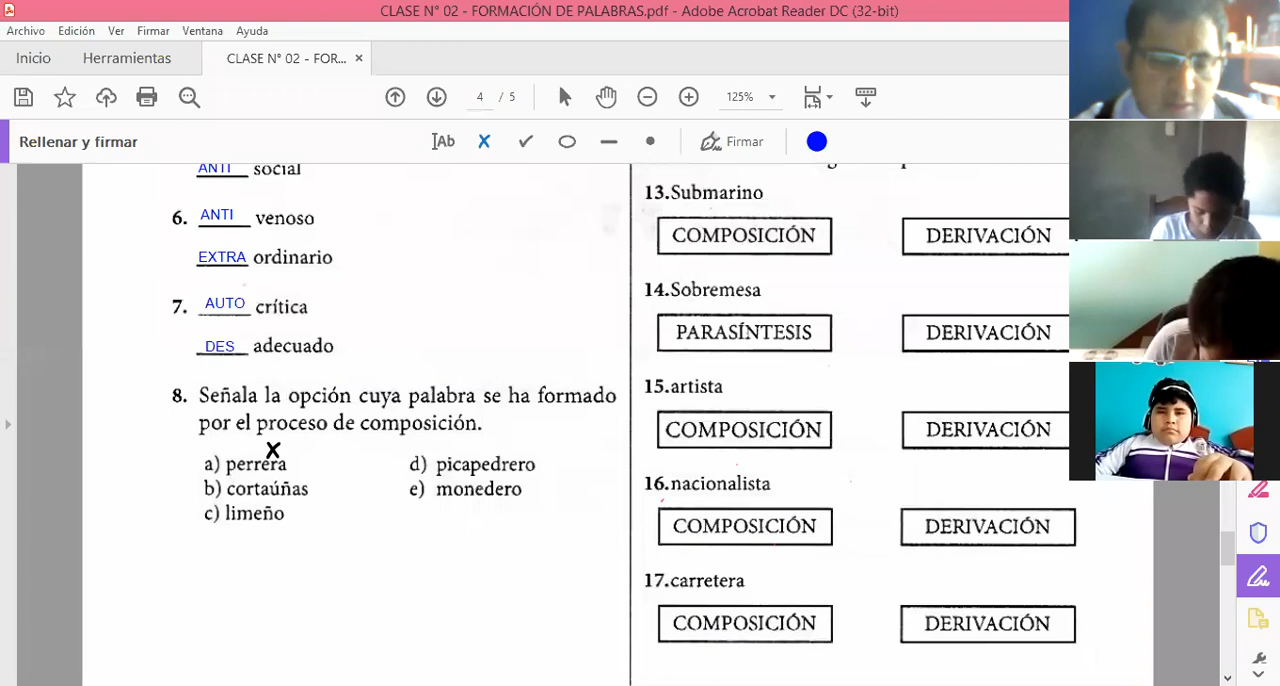 CLASE N° 02 - FORMACIÓN DE PALABRAS.pdf - Adobe Acrobat Reader DC (32-bit)
Archivo Edición Ver Firmar Ventana Ayuda
Inicio Herramientas CLASE N° 02 - FOR... ×
4 / 5 125%
Rellenar y firmar Ab Firmar
ANTI social
6. ANTI venoso
EXTRA ordinario
7. AUTO crítica
DES adecuado
8. Señala la opción cuya palabra se ha formado
por el proceso de composición.
X
a) perrera
b) cortaúñas
c) limeño
d) picapedrero
e) monedero
13.Submarino
COMPOSICIÓN DERIVACIÓN
14.Sobremesa
PARASÍNTESIS DERIVACIÓN
15.artista
COMPOSICIÓN DERIVACIÓN
16.nacionalista
COMPOSICIÓN DERIVACIÓN
17.carretera
COMPOSICIÓN DERIVACIÓN